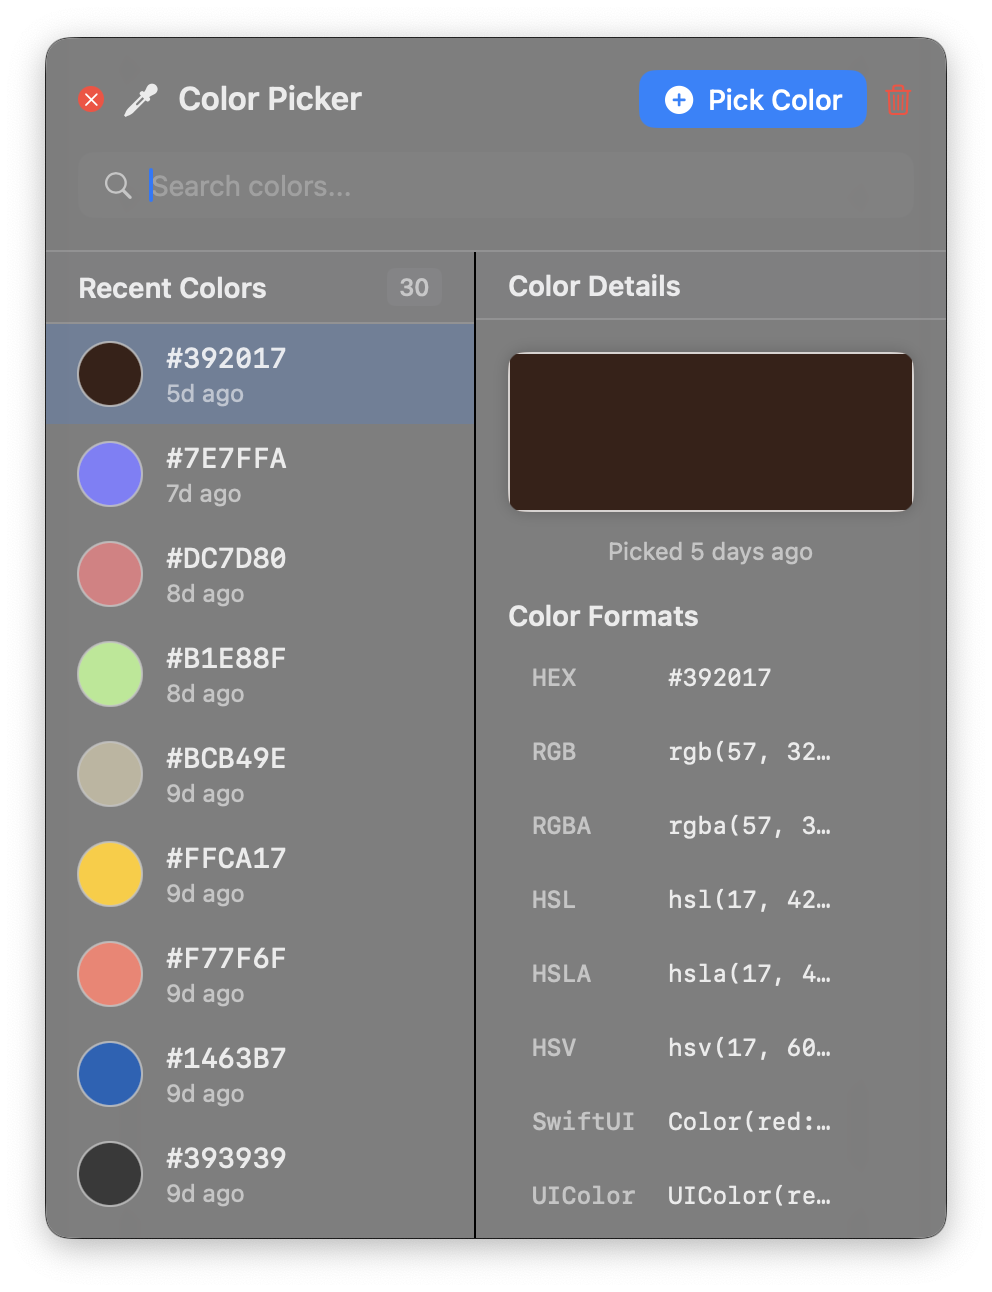 Color Picker
Pick Color
Search colors...
Recent Colors
30
#392017
5d ago
#7E7FFA
7d ago
#DC7D80
8d ago
#B1E88F
8d ago
#BCB49E
9d ago
#FFCA17
9d ago
#F77F6F
9d ago
#1463B7
9d ago
#393939
9d ago
Color Details
Picked 5 days ago
Color Formats
HEX #392017
RGB rgb(57, 32…
RGBA rgba(57, 3…
HSL hsl(17, 42…
HSLA hsla(17, 4…
HSV hsv(17, 60…
SwiftUI Color(red:…
UIColor UIColor(re…